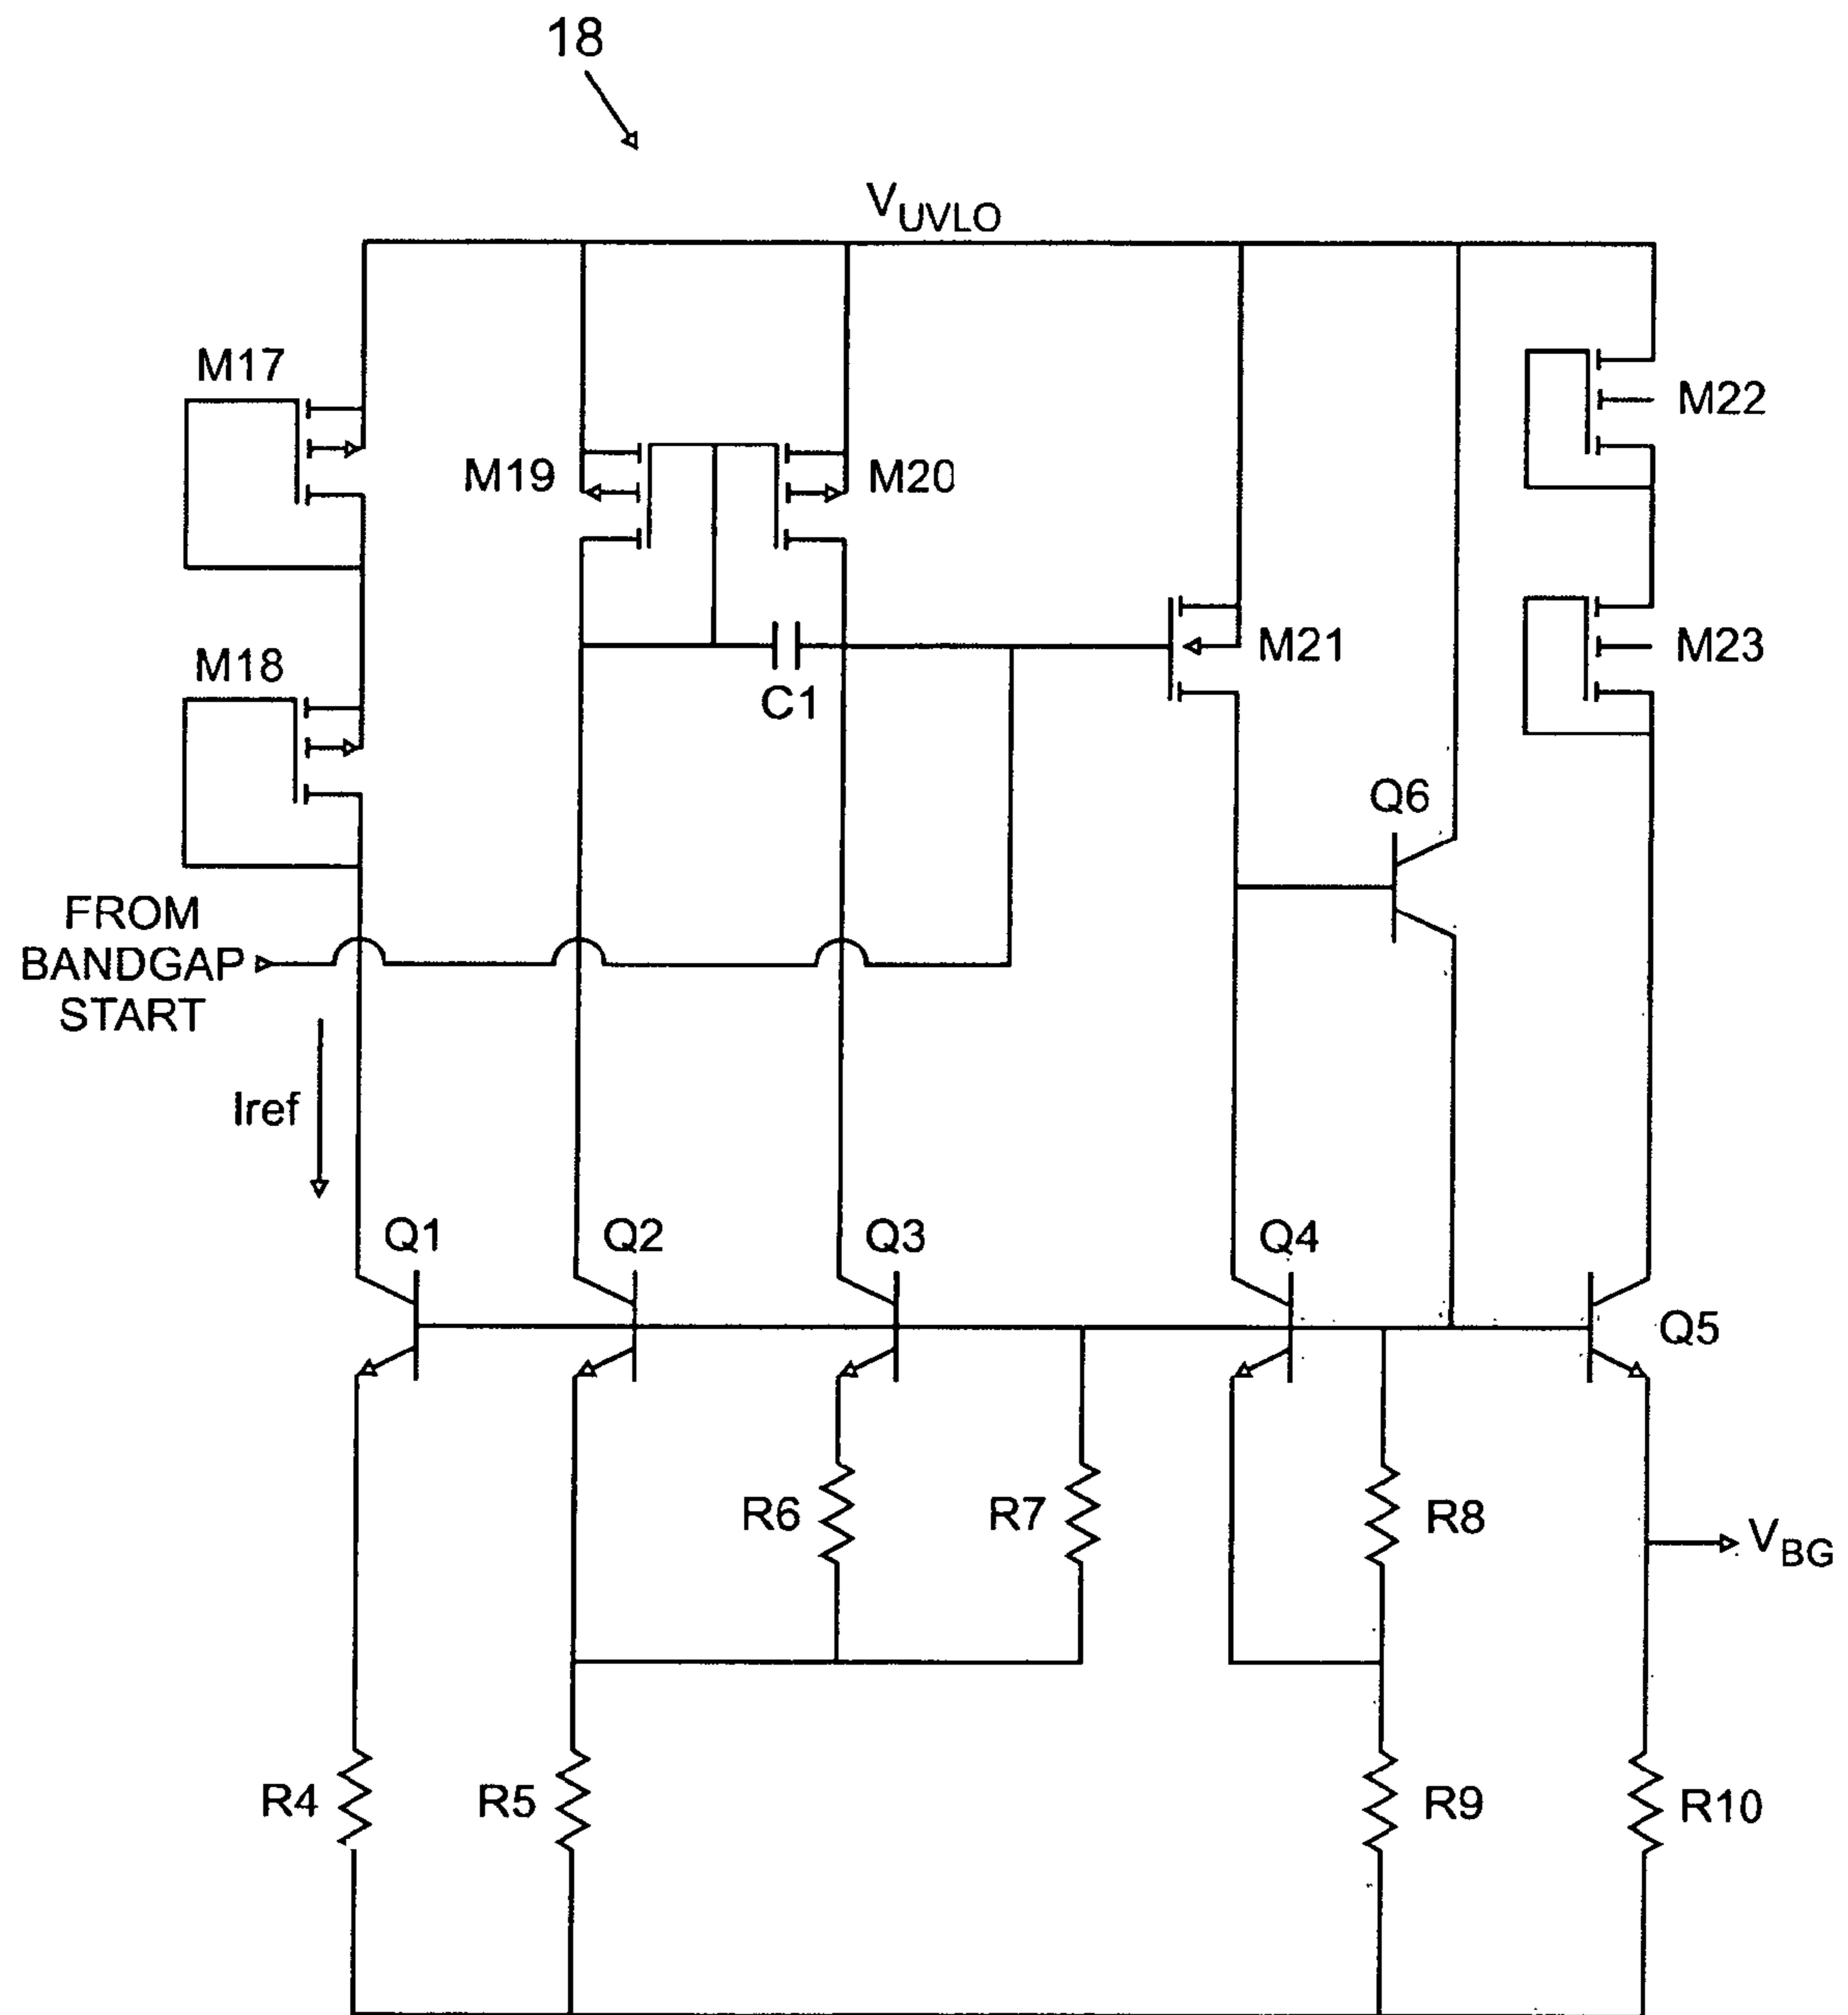 18
VUVLO
M17
M22
M19
M20
M21
M23
M18
C1
Q6
FROM
BANDGAP
START
Iref
Q1
Q2
Q3
Q4
Q5
R6
R7
R8
VBG
R4
R5
R9
R10